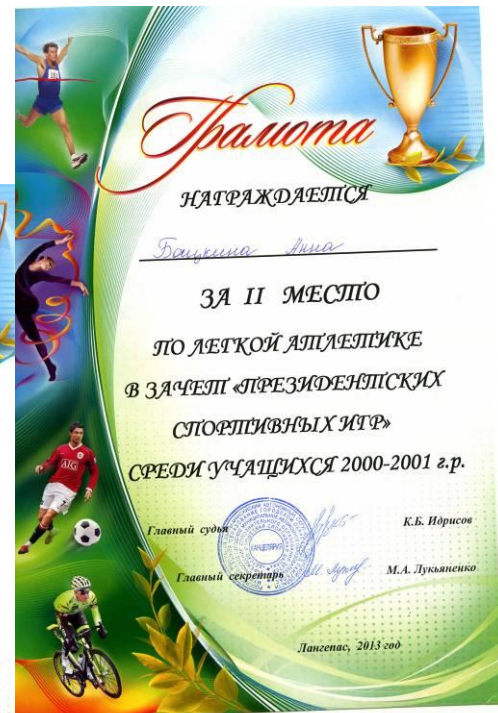 Грамота
НАГРАЖДАЕТСЯ
Анна
ЗА II МЕСТО
ПО ЛЕГКОЙ АТЛЕТИКЕ
В ЗАЧЕТ «ПРЕЗИДЕНТСКИХ
СПОРТИВНЫХ ИГР»
СРЕДИ УЧАЩИХСЯ 2000-2001 г.р.
Главный судья К.Б. Идрисов
КАНЦЕЛЯРИЯ
Главный секретарь М.А. Лукьяненко
Лангепас, 2013 год
AIG